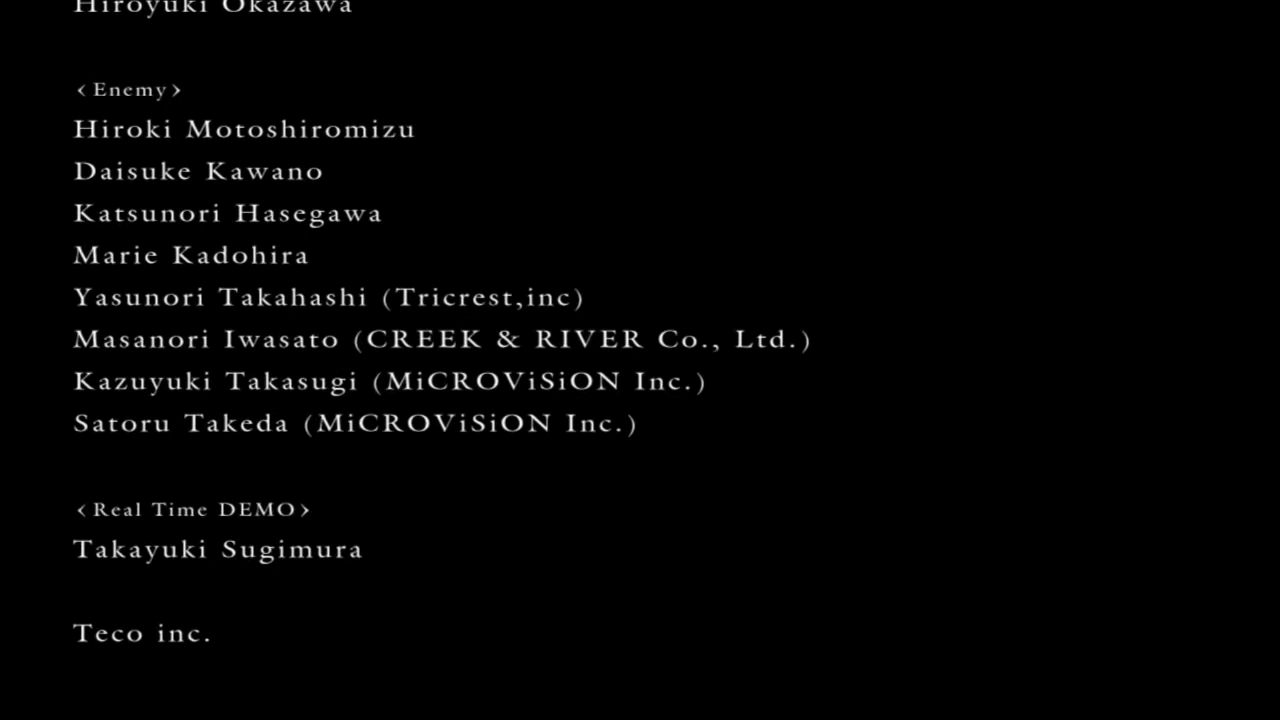 Hiroyuki Okazawa
‹Enemy›
Hiroki Motoshiromizu
Daisuke Kawano
Katsunori Hasegawa
Marie Kadohira
Yasunori Takahashi (Tricrest,inc)
Masanori Iwasato (CREEK & RIVER Co., Ltd.)
Kazuyuki Takasugi (MiCROViSiON Inc.)
Satoru Takeda (MiCROViSiON Inc.)
‹Real Time DEMO›
Takayuki Sugimura
Teco inc.